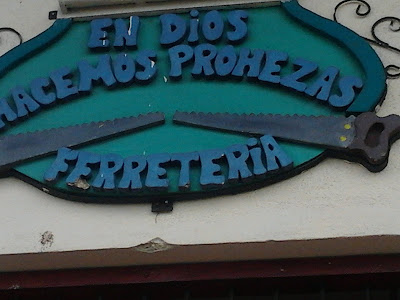 EN DiOS
HACEMOS PROHEZAS
FERRETERiA